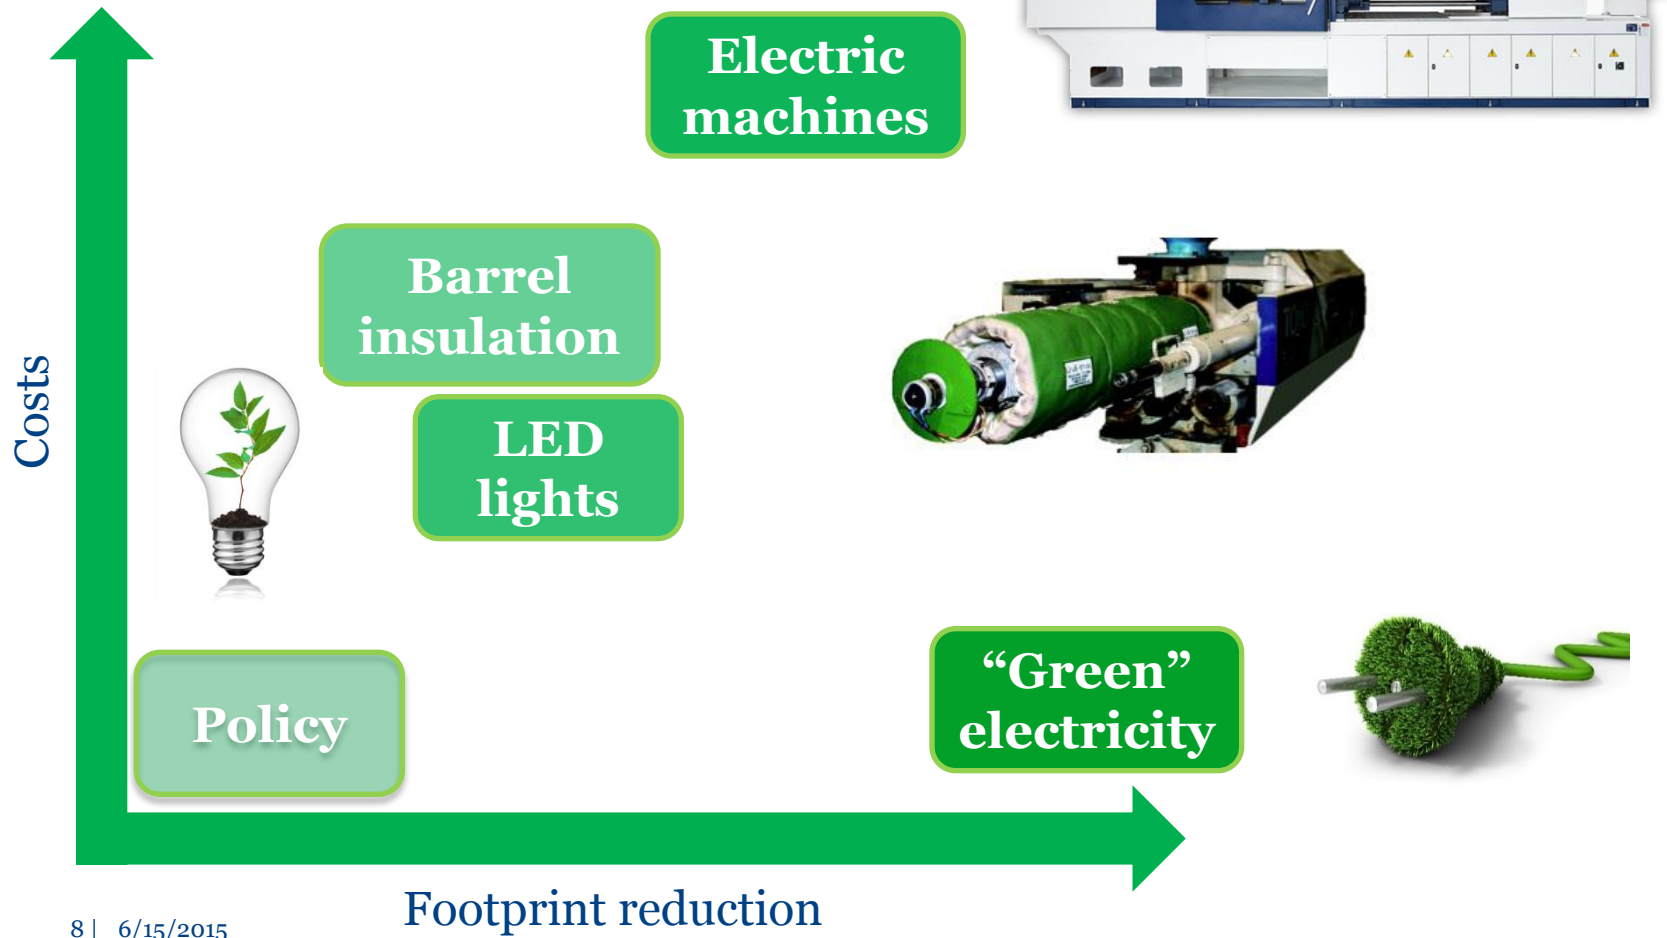 Electric
machines
Barrel
insulation
Costs
LED
lights
“Green”
electricity
Policy
Footprint reduction
8 | 6/15/2015